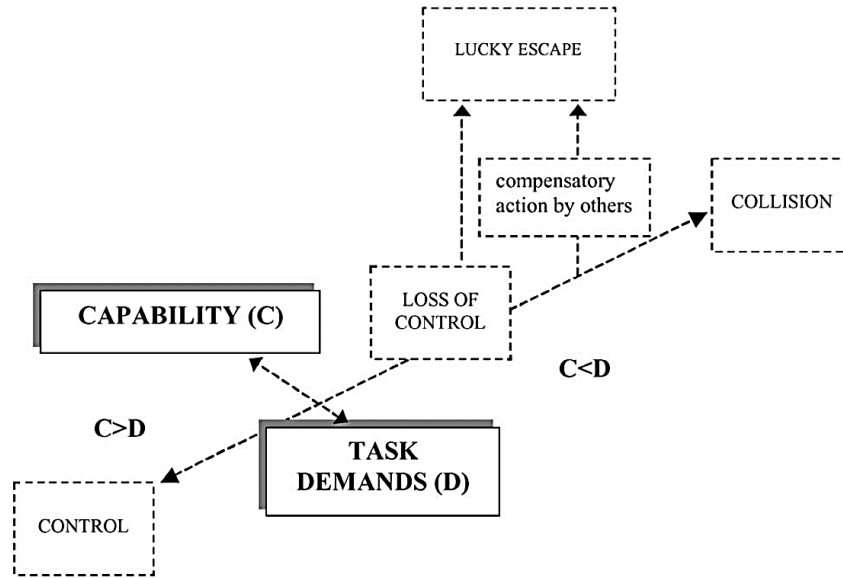 LUCKY ESCAPE
compensatory
action by others
COLLISION
LOSS OF
CONTROL
CAPABILITY (C)
C<D
C>D
TASK
DEMANDS (D)
CONTROL